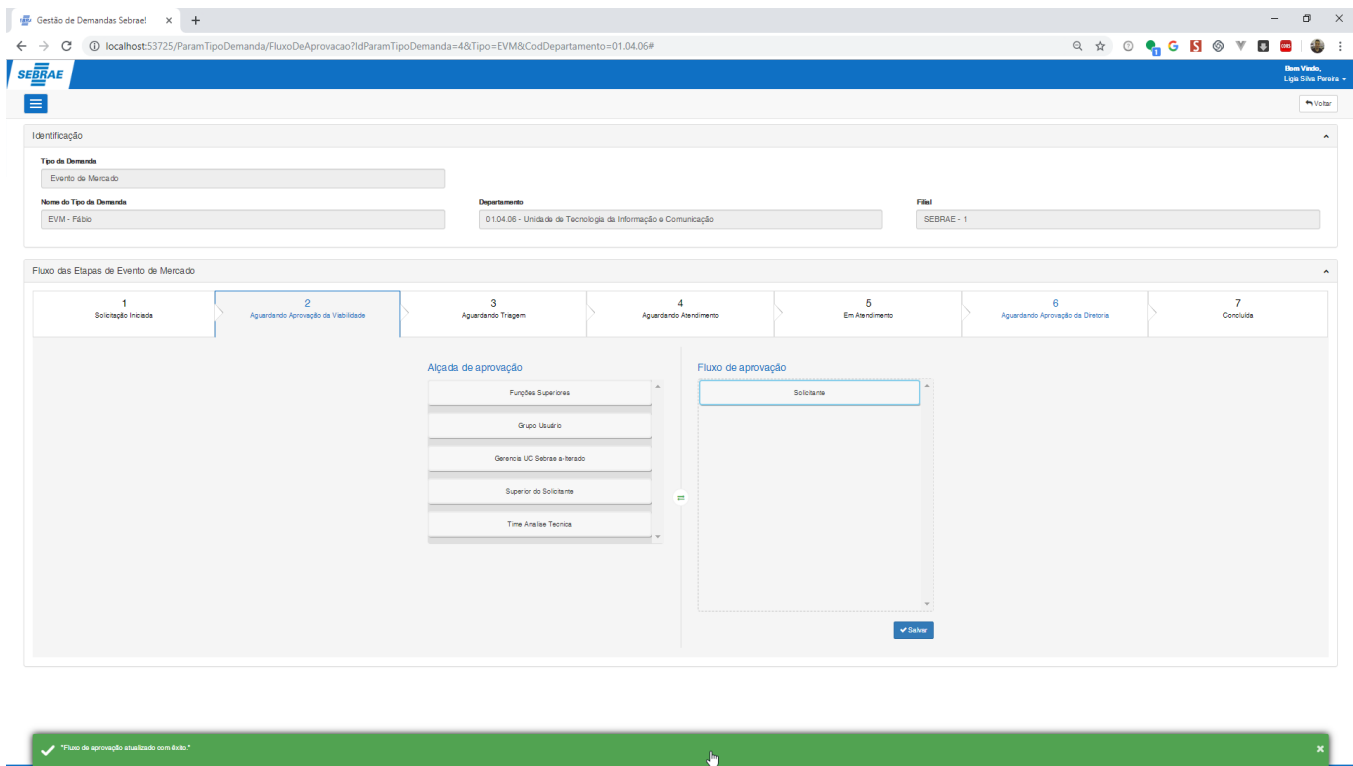 Gestão de Demandas Sebrae!
localhost:53725/ParamTipoDemanda/FluxoDeAprovacao?IdParamTipoDemanda=4&Tipo=EVM&CodDepartamento=01.04.06#
SEBRAE
Bem Vindo,
Ligia Silva Pereira
Voltar
Identificação
Tipo da Demanda
Evento de Mercado
Nome do Tipo da Demanda Departamento Filial
EVM - Fábio 01.04.06 - Unidade de Tecnologia da Informação e Comunicação SEBRAE - 1
Fluxo das Etapas de Evento de Mercado
1 2 3 4 5 6 7
Solicitação Iniciada Aguardando Aprovação da Viabilidade Aguardando Triagem Aguardando Atendimento Em Atendimento Aguardando Aprovação da Diretoria Concluída
Alçada de aprovação Fluxo de aprovação
Funções Superiores Solicitante
Grupo Usuário
Gerencia UC Sebrae a-lterado
Superior do Solicitante
Time Analise Tecnica
Salvar
"Fluxo de aprovação atualizado com êxito."